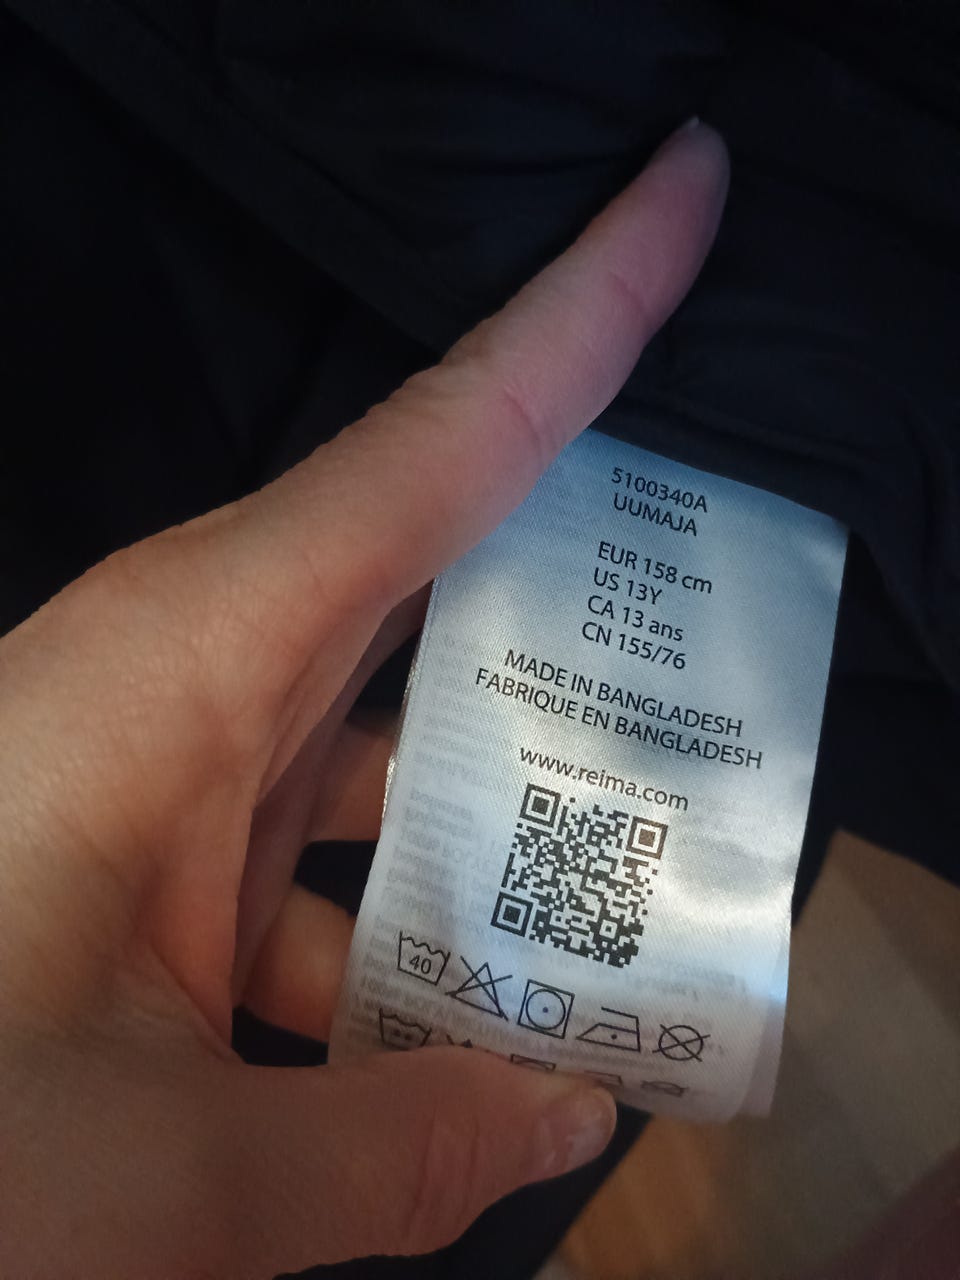 5100340A
UUMAJA
EUR 158 cm
US 13Y
CA 13 ans
CN 155/76
MADE IN BANGLADESH
FABRIQUE EN BANGLADESH
www.reima.com
40